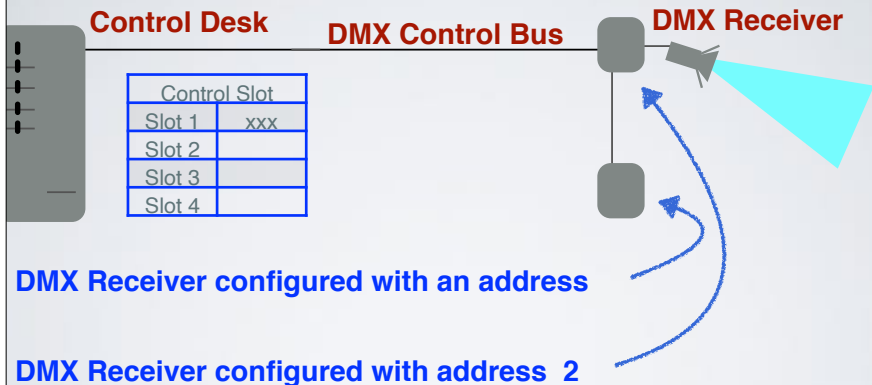 Control Desk
DMX Control Bus
DMX Receiver
Control Slot
Slot 1 xxx
Slot 2
Slot 3
Slot 4
DMX Receiver configured with an address
DMX Receiver configured with address 2